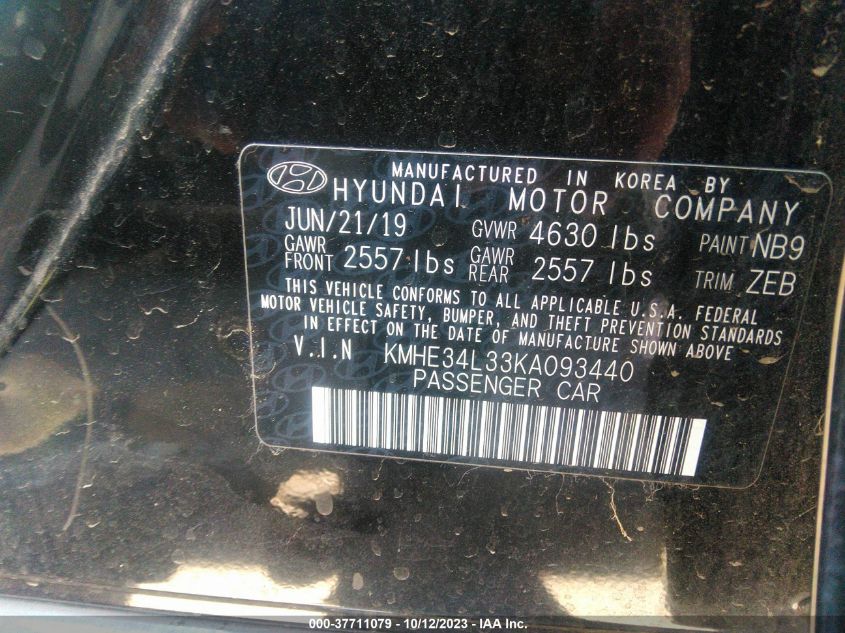 MANUFACTURED IN KOREA BY
HYUNDAI MOTOR COMPANY
JUN/21/19 GVWR 4630 lbs PAINT NB9
GAWR FRONT 2557 lbs GAWR REAR 2557 lbs TRIM ZEB
THIS VEHICLE CONFORMS TO ALL APPLICABLE U.S.A. FEDERAL
MOTOR VEHICLE SAFETY, BUMPER, AND THEFT PREVENTION STANDARDS
IN EFFECT ON THE DATE OF MANUFACTURE SHOWN ABOVE
V.I.N KMHE34L33KA093440
PASSENGER CAR
000-37711079 - 10/12/2023 - IAA Inc.